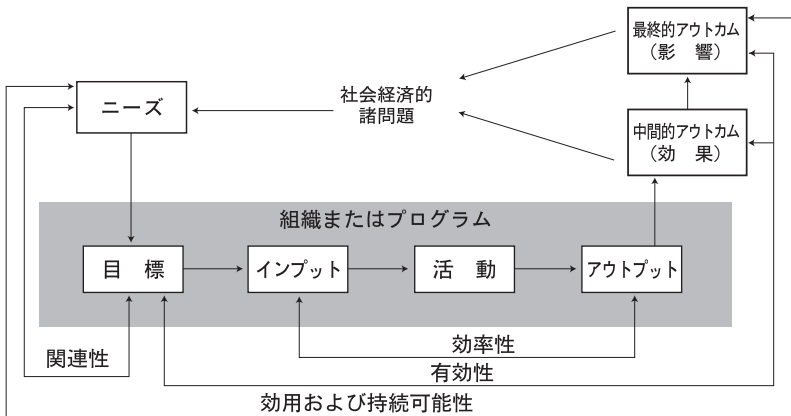 最終的アウトカム
（影　響）
社会経済的
諸問題
ニーズ
中間的アウトカム
（効　果）
組織またはプログラム
目　標
インプット
活　動
アウトプット
効率性
関連性
有効性
効用および持続可能性